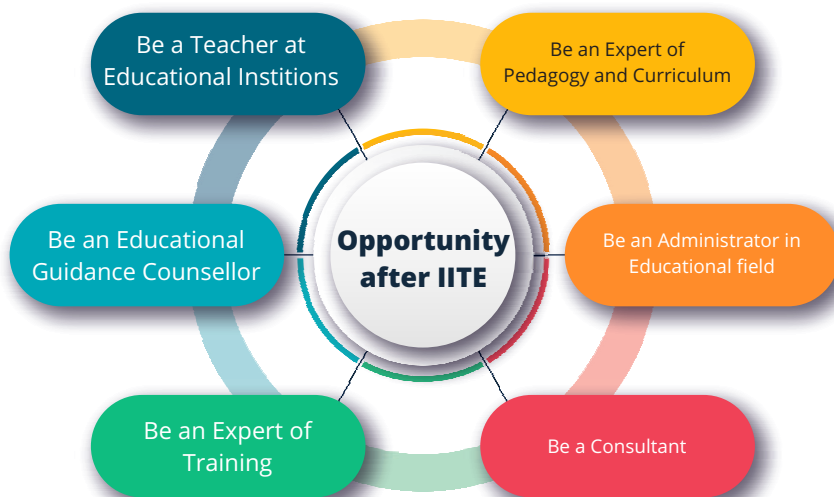 Be a Teacher at
Educational Institions
Be an Expert of
Pedagogy and Curriculum
Be an Educational
Guidance Counsellor
Opportunity
after IITE
Be an Administrator in
Educational field
Be an Expert of
Training
Be a Consultant